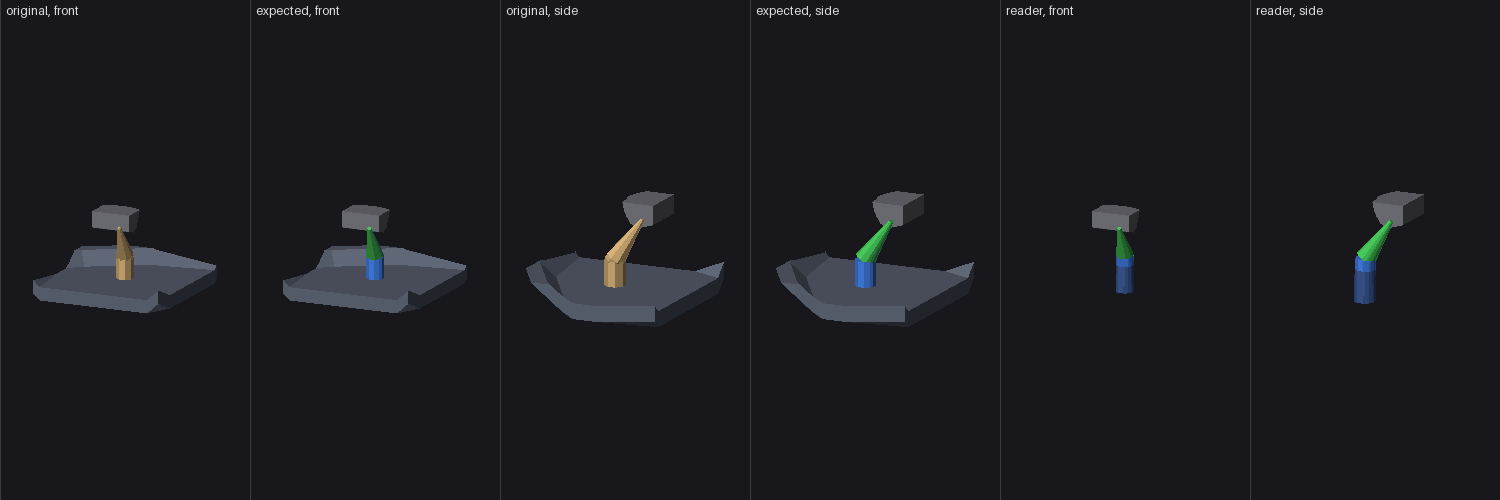 original, front
expected, front
original, side
expected, side
reader, front
reader, side